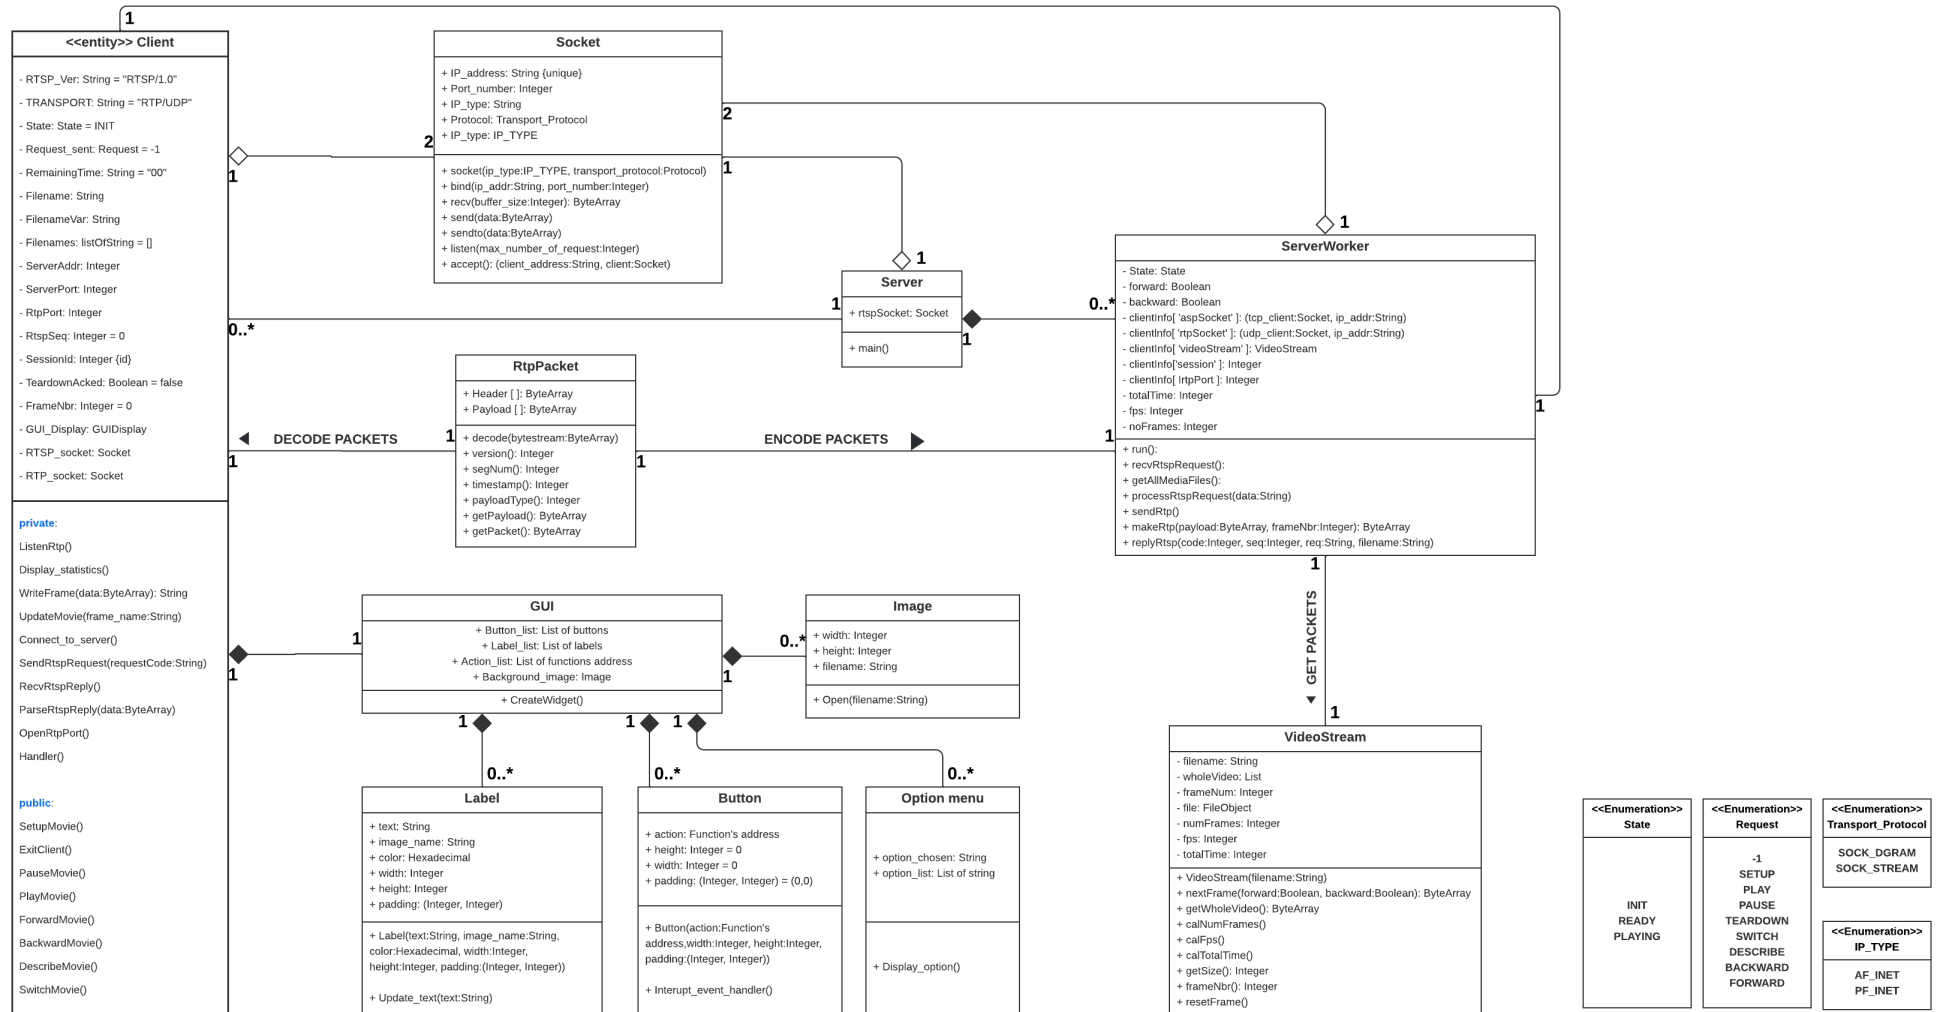 1
<<entity>> Client
- RTSP_Ver: String = "RTSP/1.0"
- TRANSPORT: String = "RTP/UDP"
- State: State = INIT
- Request_sent: Request = -1
- RemainingTime: String = "00"
- Filename: String
- FilenameVar: String
- Filenames: listOfString = []
- ServerAddr: Integer
- ServerPort: Integer
- RtpPort: Integer
- RtspSeq: Integer = 0
- SessionId: Integer {id}
- TeardownAcked: Boolean = false
- FrameNbr: Integer = 0
- GUI_Display: GUIDisplay
- RTSP_socket: Socket
- RTP_socket: Socket
private:
ListenRtp()
Display_statistics()
WriteFrame(data:ByteArray): String
UpdateMovie(frame_name:String)
Connect_to_server()
SendRtspRequest(requestCode:String)
RecvRtspReply()
ParseRtspReply(data:ByteArray)
OpenRtpPort()
Handler()
public:
SetupMovie()
ExitClient()
PauseMovie()
PlayMovie()
ForwardMovie()
BackwardMovie()
DescribeMovie()
SwitchMovie()
1
2
0..*
1
1
1
1
1
Socket
+ IP_address: String {unique}
+ Port_number: Integer
+ IP_type: String
+ Protocol: Transport_Protocol
+ IP_type: IP_TYPE
+ socket(ip_type:IP_TYPE, transport_protocol:Protocol)
+ bind(ip_addr:String, port_number:Integer)
+ recv(buffer_size:Integer): ByteArray
+ send(data:ByteArray)
+ sendto(data:ByteArray)
+ listen(max_number_of_request:Integer)
+ accept(): (client_address:String, client:Socket)
2
1
1
1
Server
+ rtspSocket: Socket
+ main()
1
1
0..*
ServerWorker
- State: State
- forward: Boolean
- backward: Boolean
- clientInfo[ 'aspSocket' ]: (tcp_client:Socket, ip_addr:String)
- clientInfo[ 'rtpSocket' ]: (udp_client:Socket, ip_addr:String)
- clientInfo[ 'videoStream' ]: VideoStream
- clientInfo['session' ]: Integer
- clientInfo[ lrtpPort ]: Integer
- totalTime: Integer
- fps: Integer
- noFrames: Integer
+ run():
+ recvRtspRequest():
+ getAllMediaFiles():
+ processRtspRequest(data:String)
+ sendRtp()
+ makeRtp(payload:ByteArray, frameNbr:Integer): ByteArray
+ replyRtsp(code:Integer, seq:Integer, req:String, filename:String)
1
RtpPacket
+ Header [ ]: ByteArray
+ Payload [ ]: ByteArray
+ decode(bytestream:ByteArray)
+ version(): Integer
+ segNum(): Integer
+ timestamp(): Integer
+ payloadType(): Integer
+ getPayload(): ByteArray
+ getPacket(): ByteArray
DECODE PACKETS
ENCODE PACKETS
1
1
GUI
+ Button_list: List of buttons
+ Label_list: List of labels
+ Action_list: List of functions address
+ Background_image: Image
+ CreateWidget()
0..*
1
Image
+ width: Integer
+ height: Integer
+ filename: String
+ Open(filename:String)
1
1
1
0..*
0..*
0..*
Label
+ text: String
+ image_name: String
+ color: Hexadecimal
+ width: Integer
+ height: Integer
+ padding: (Integer, Integer)
+ Label(text:String, image_name:String,
color:Hexadecimal, width:Integer,
height:Integer, padding:(Integer, Integer))
+ Update_text(text:String)
Button
+ action: Function's address
+ height: Integer = 0
+ width: Integer = 0
+ padding: (Integer, Integer) = (0,0)
+ Button(action:Function's
address,width:Integer, height:Integer,
padding:(Integer, Integer))
+ Interupt_event_handler()
Option menu
+ option_chosen: String
+ option_list: List of string
+ Display_option()
1
GET PACKETS
1
VideoStream
- filename: String
- wholeVideo: List
- frameNum: Integer
- file: FileObject
- numFrames: Integer
- fps: Integer
- totalTime: Integer
+ VideoStream(filename:String)
+ nextFrame(forward:Boolean, backward:Boolean): ByteArray
+ getWholeVideo(): ByteArray
+ calNumFrames()
+ calFps()
+ calTotalTime()
+ getSize(): Integer
+ frameNbr(): Integer
+ resetFrame()
<<Enumeration>>
State
INIT
READY
PLAYING
<<Enumeration>>
Request
-1
SETUP
PLAY
PAUSE
TEARDOWN
SWITCH
DESCRIBE
BACKWARD
FORWARD
<<Enumeration>>
Transport_Protocol
SOCK_DGRAM
SOCK_STREAM
<<Enumeration>>
IP_TYPE
AF_INET
PF_INET